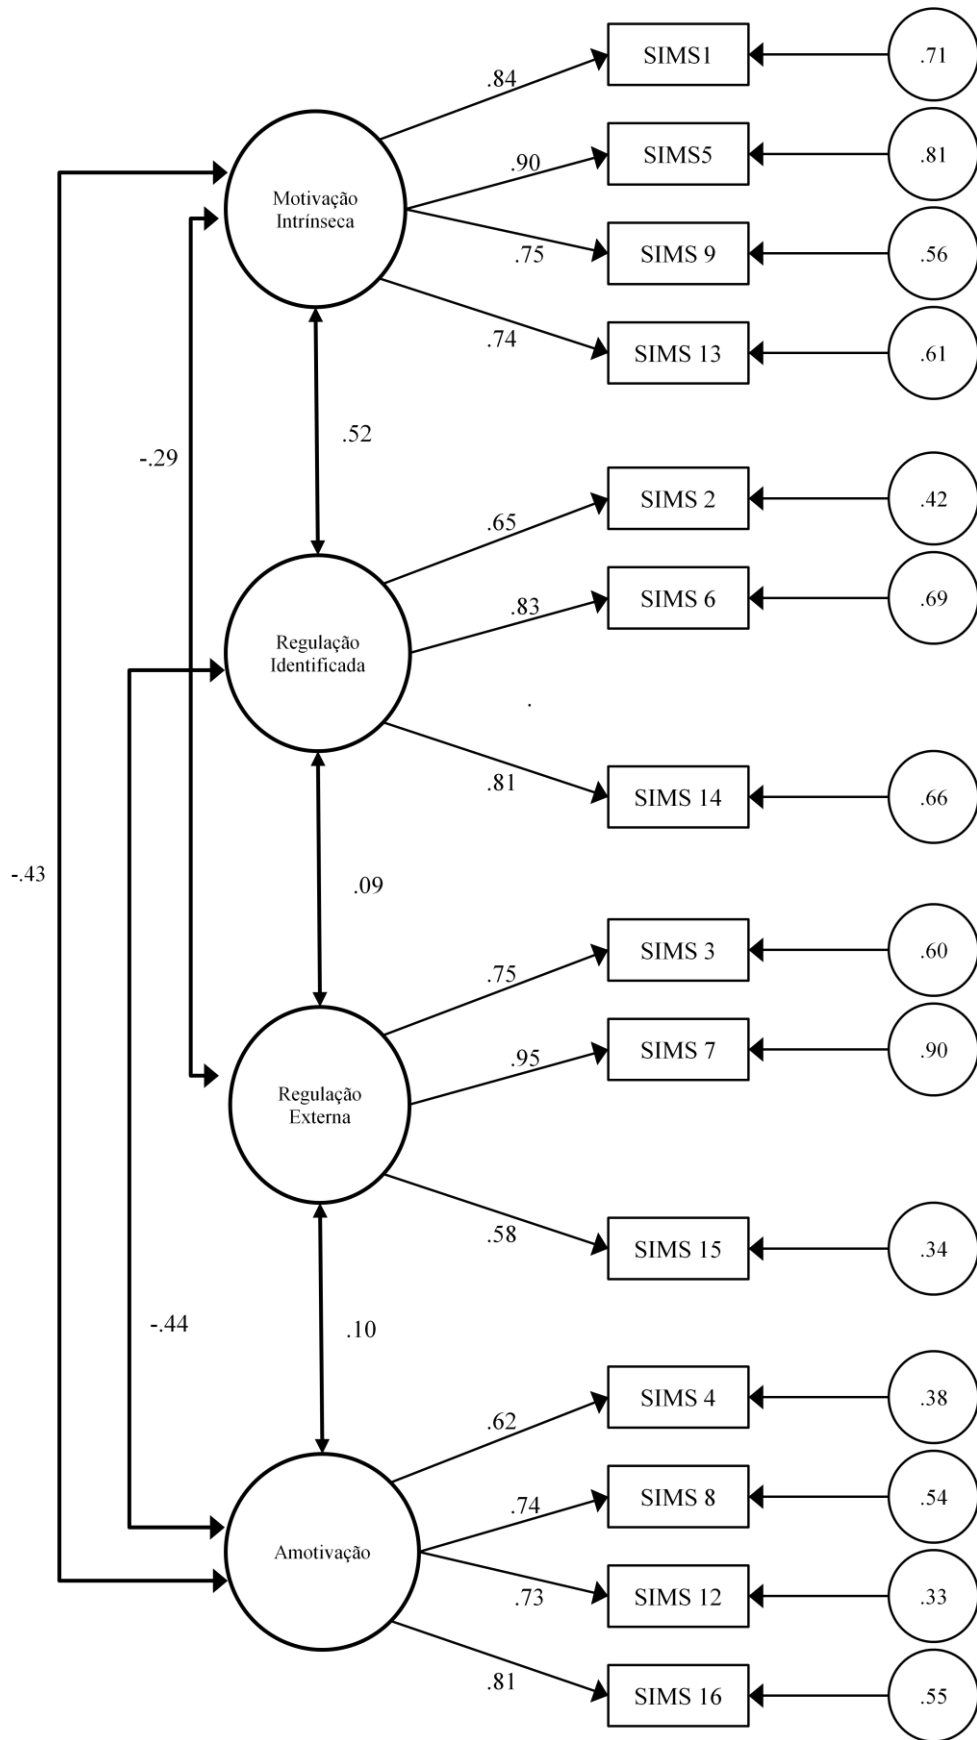 SIMS1
.71
.84
SIMS5
.81
.90
Motivação
Intrínseca
SIMS 9
.56
.75
SIMS 13
.61
.74
.52
-.29
SIMS 2
.42
.65
SIMS 6
.69
.83
Regulação
Identificada
.
SIMS 14
.66
.81
-.43
.09
SIMS 3
.60
.75
SIMS 7
.90
.95
Regulação
Externa
SIMS 15
.34
.58
-.44
.10
SIMS 4
.38
.62
SIMS 8
.54
.74
Amotivação
SIMS 12
.33
.73
SIMS 16
.55
.81